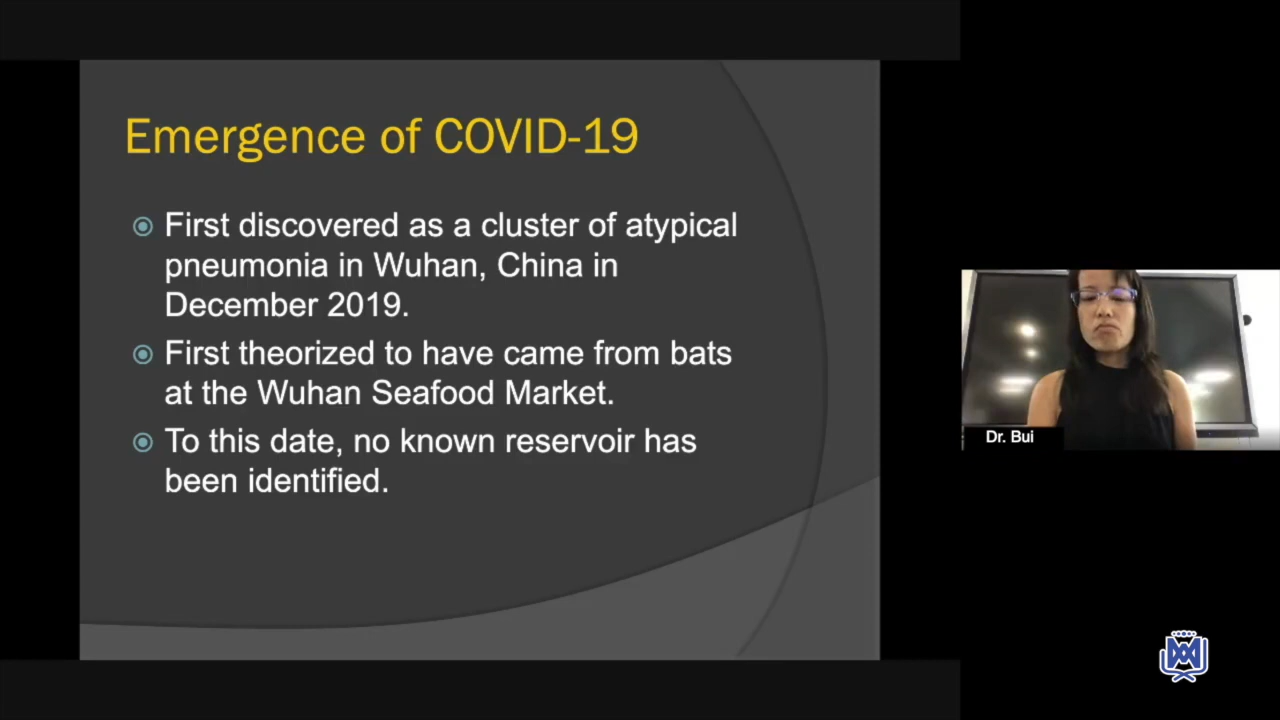 Emergence of COVID-19
First discovered as a cluster of atypical
pneumonia in Wuhan, China in
December 2019.
First theorized to have came from bats
at the Wuhan Seafood Market.
To this date, no known reservoir has
been identified.
Dr. Bui